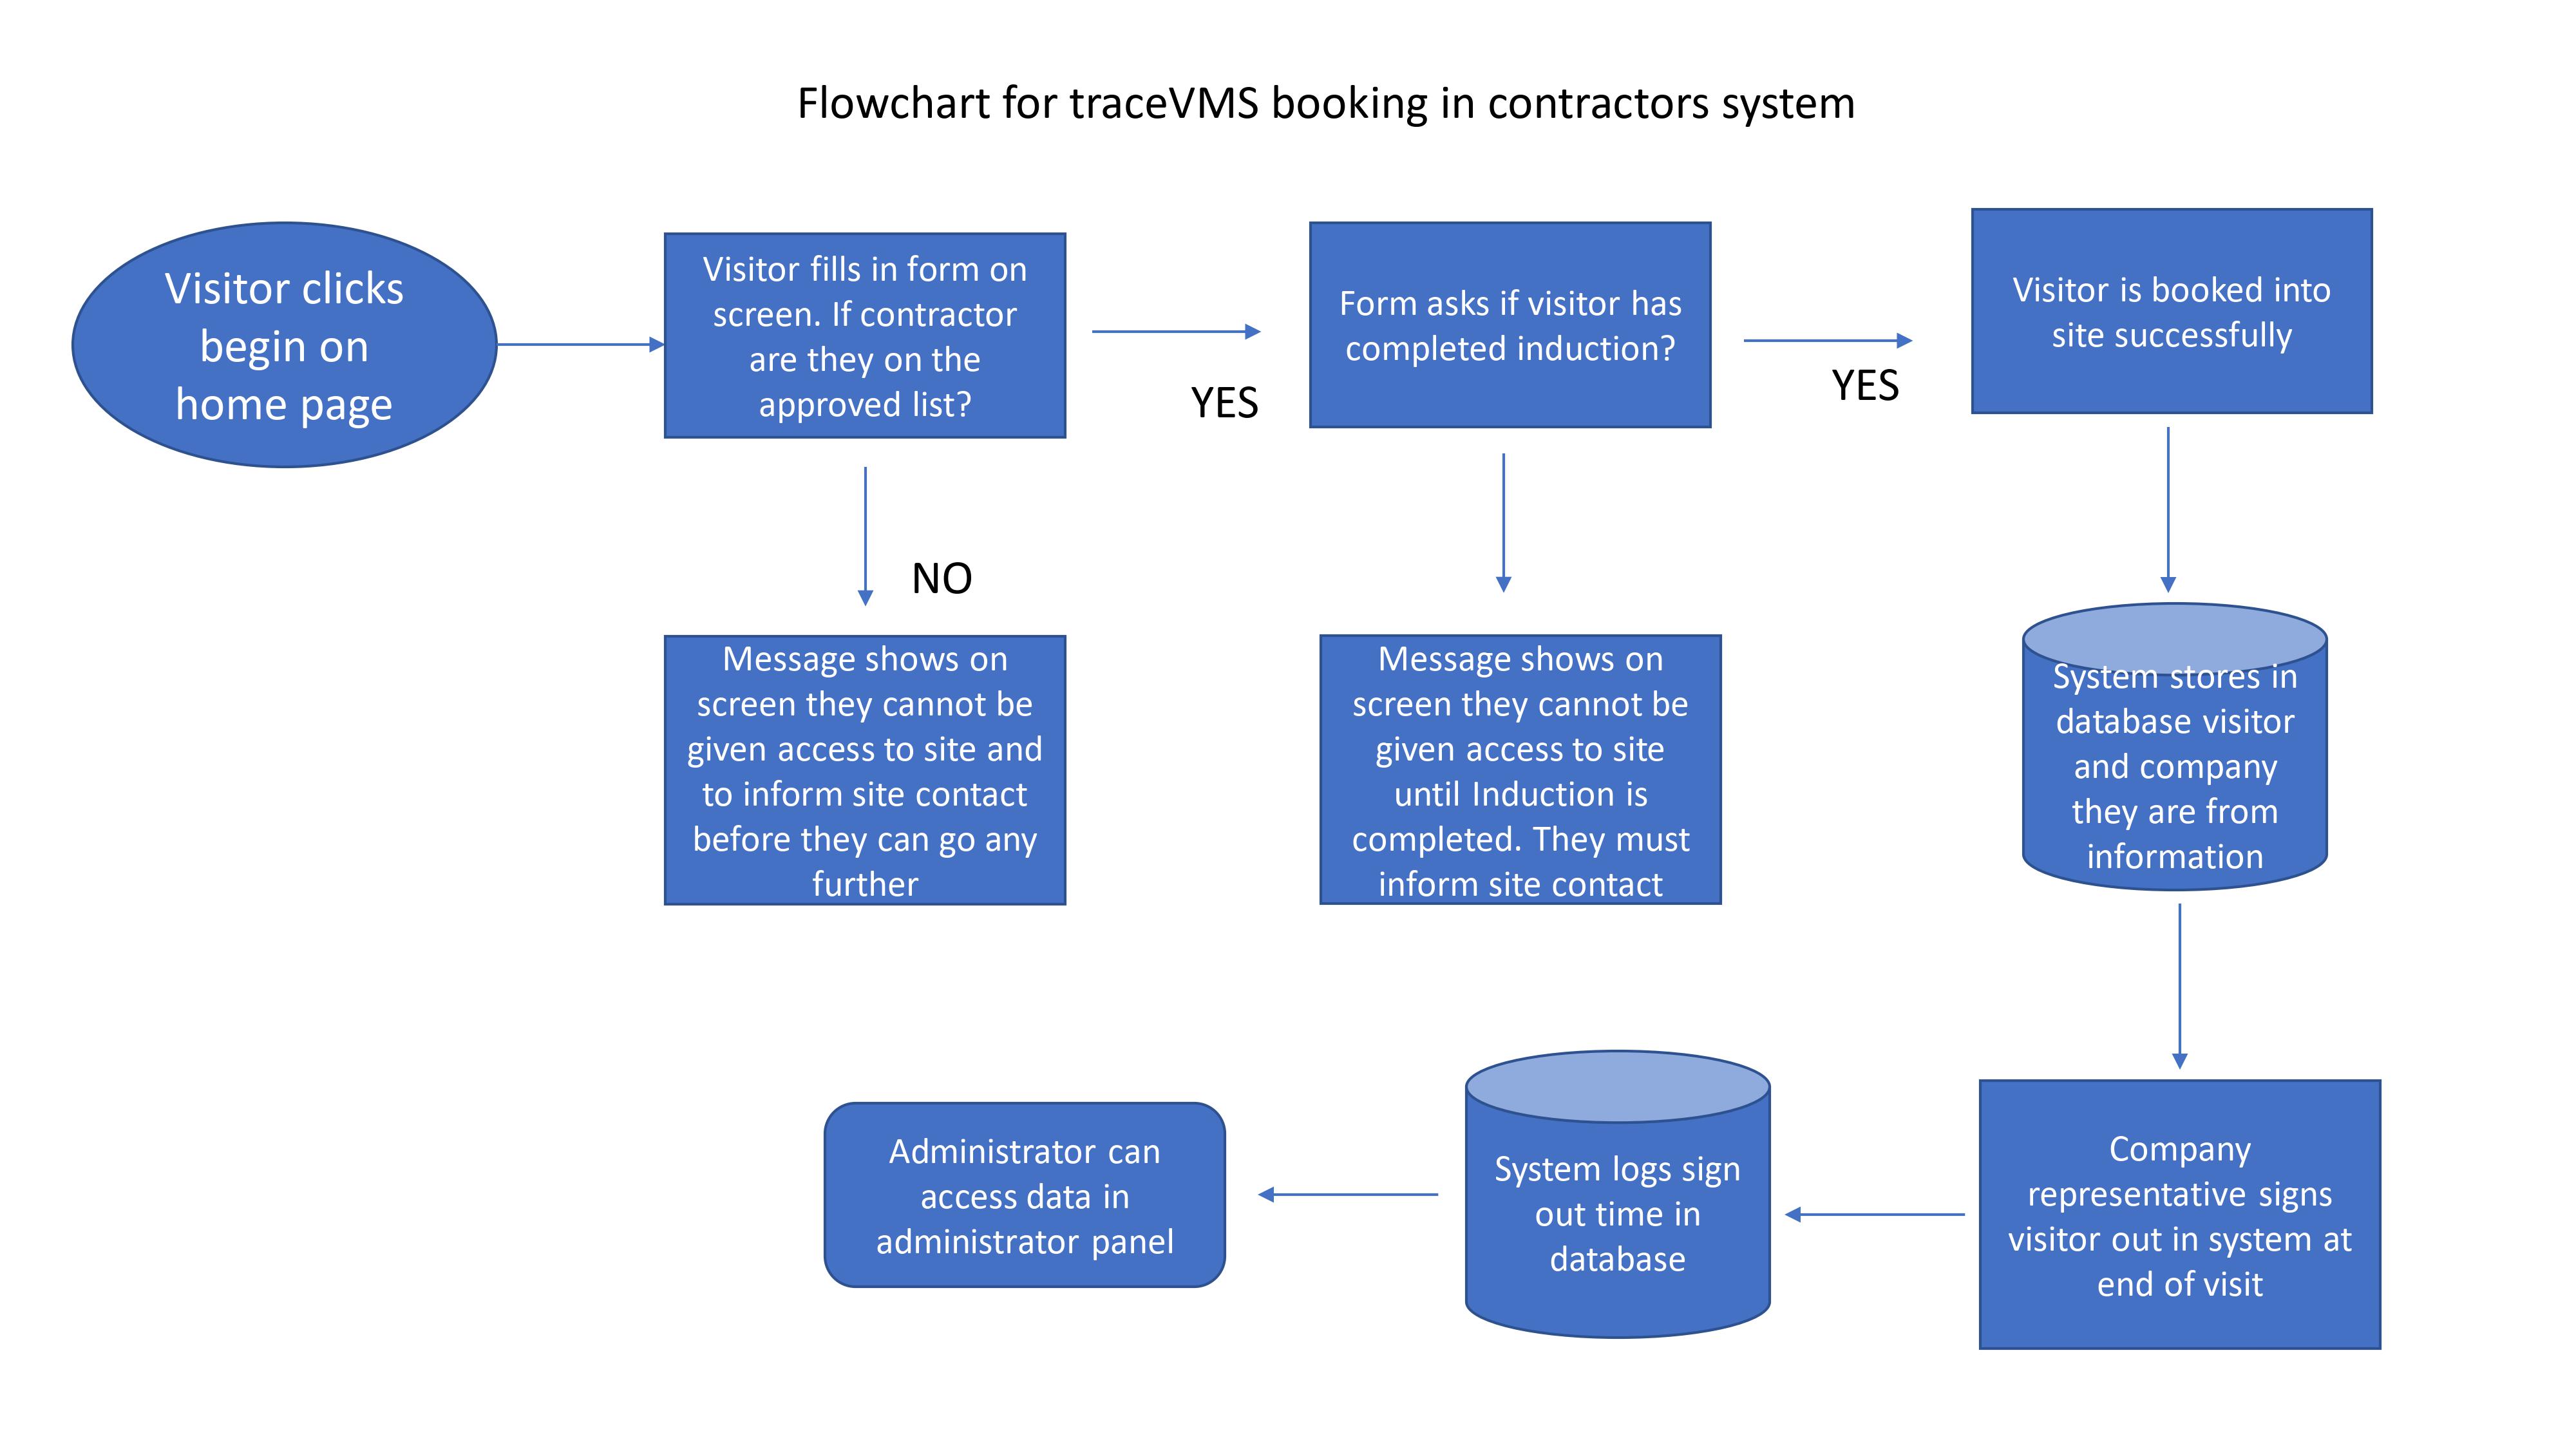 Flowchart for traceVMS booking in contractors system
Visitor clicks
begin on
home page
Visitor fills in form on
screen. If contractor
are they on the
approved list?
YES
Form asks if visitor has
completed induction?
YES
Visitor is booked into
site successfully
NO
Message shows on
screen they cannot be
given access to site and
to inform site contact
before they can go any
further
Message shows on
screen they cannot be
given access to site
until Induction is
completed. They must
inform site contact
System stores in
database visitor
and company
they are from
information
Company
representative signs
visitor out in system at
end of visit
System logs sign
out time in
database
Administrator can
access data in
administrator panel